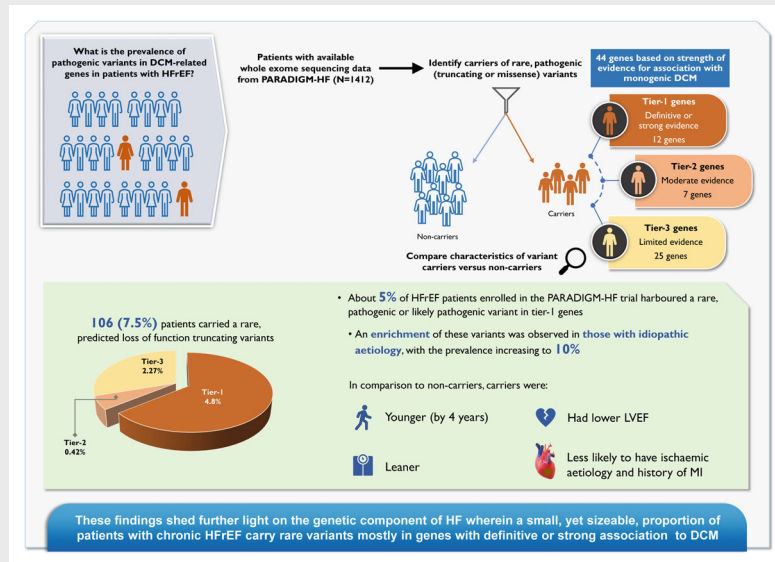 What is the prevalence of
pathogenic variants in DCM-related
genes in patients with HFrEF?
Patients with available
whole exome sequencing data
from PARADIGM-HF (N=1412)
Identify carriers of rare, pathogenic
(truncating or missense) variants
44 genes based on strength of
evidence for association with
monogenic DCM
Tier-1 genes
Definitive or
strong evidence
12 genes
Tier-2 genes
Moderate evidence
7 genes
Tier-3 genes
Limited evidence
25 genes
Non-carriers
Carriers
Compare characteristics of variant
carriers versus non-carriers
106 (7.5%) patients carried a rare,
predicted loss of function truncating variants
Tier-3
2.27%
Tier-1
4.8%
Tier-2
0.42%
• About 5% of HFrEF patients enrolled in the PARADIGM-HF trial harboured a rare,
pathogenic or likely pathogenic variant in tier-1 genes
• An enrichment of these variants was observed in those with idiopathic
aetiology, with the prevalence increasing to 10%
In comparison to non-carriers, carriers were:
Younger (by 4 years)
Had lower LVEF
Leaner
Less likely to have ischaemic
aetiology and history of MI
These findings shed further light on the genetic component of HF wherein a small, yet sizeable, proportion of
patients with chronic HFrEF carry rare variants mostly in genes with definitive or strong association to DCM